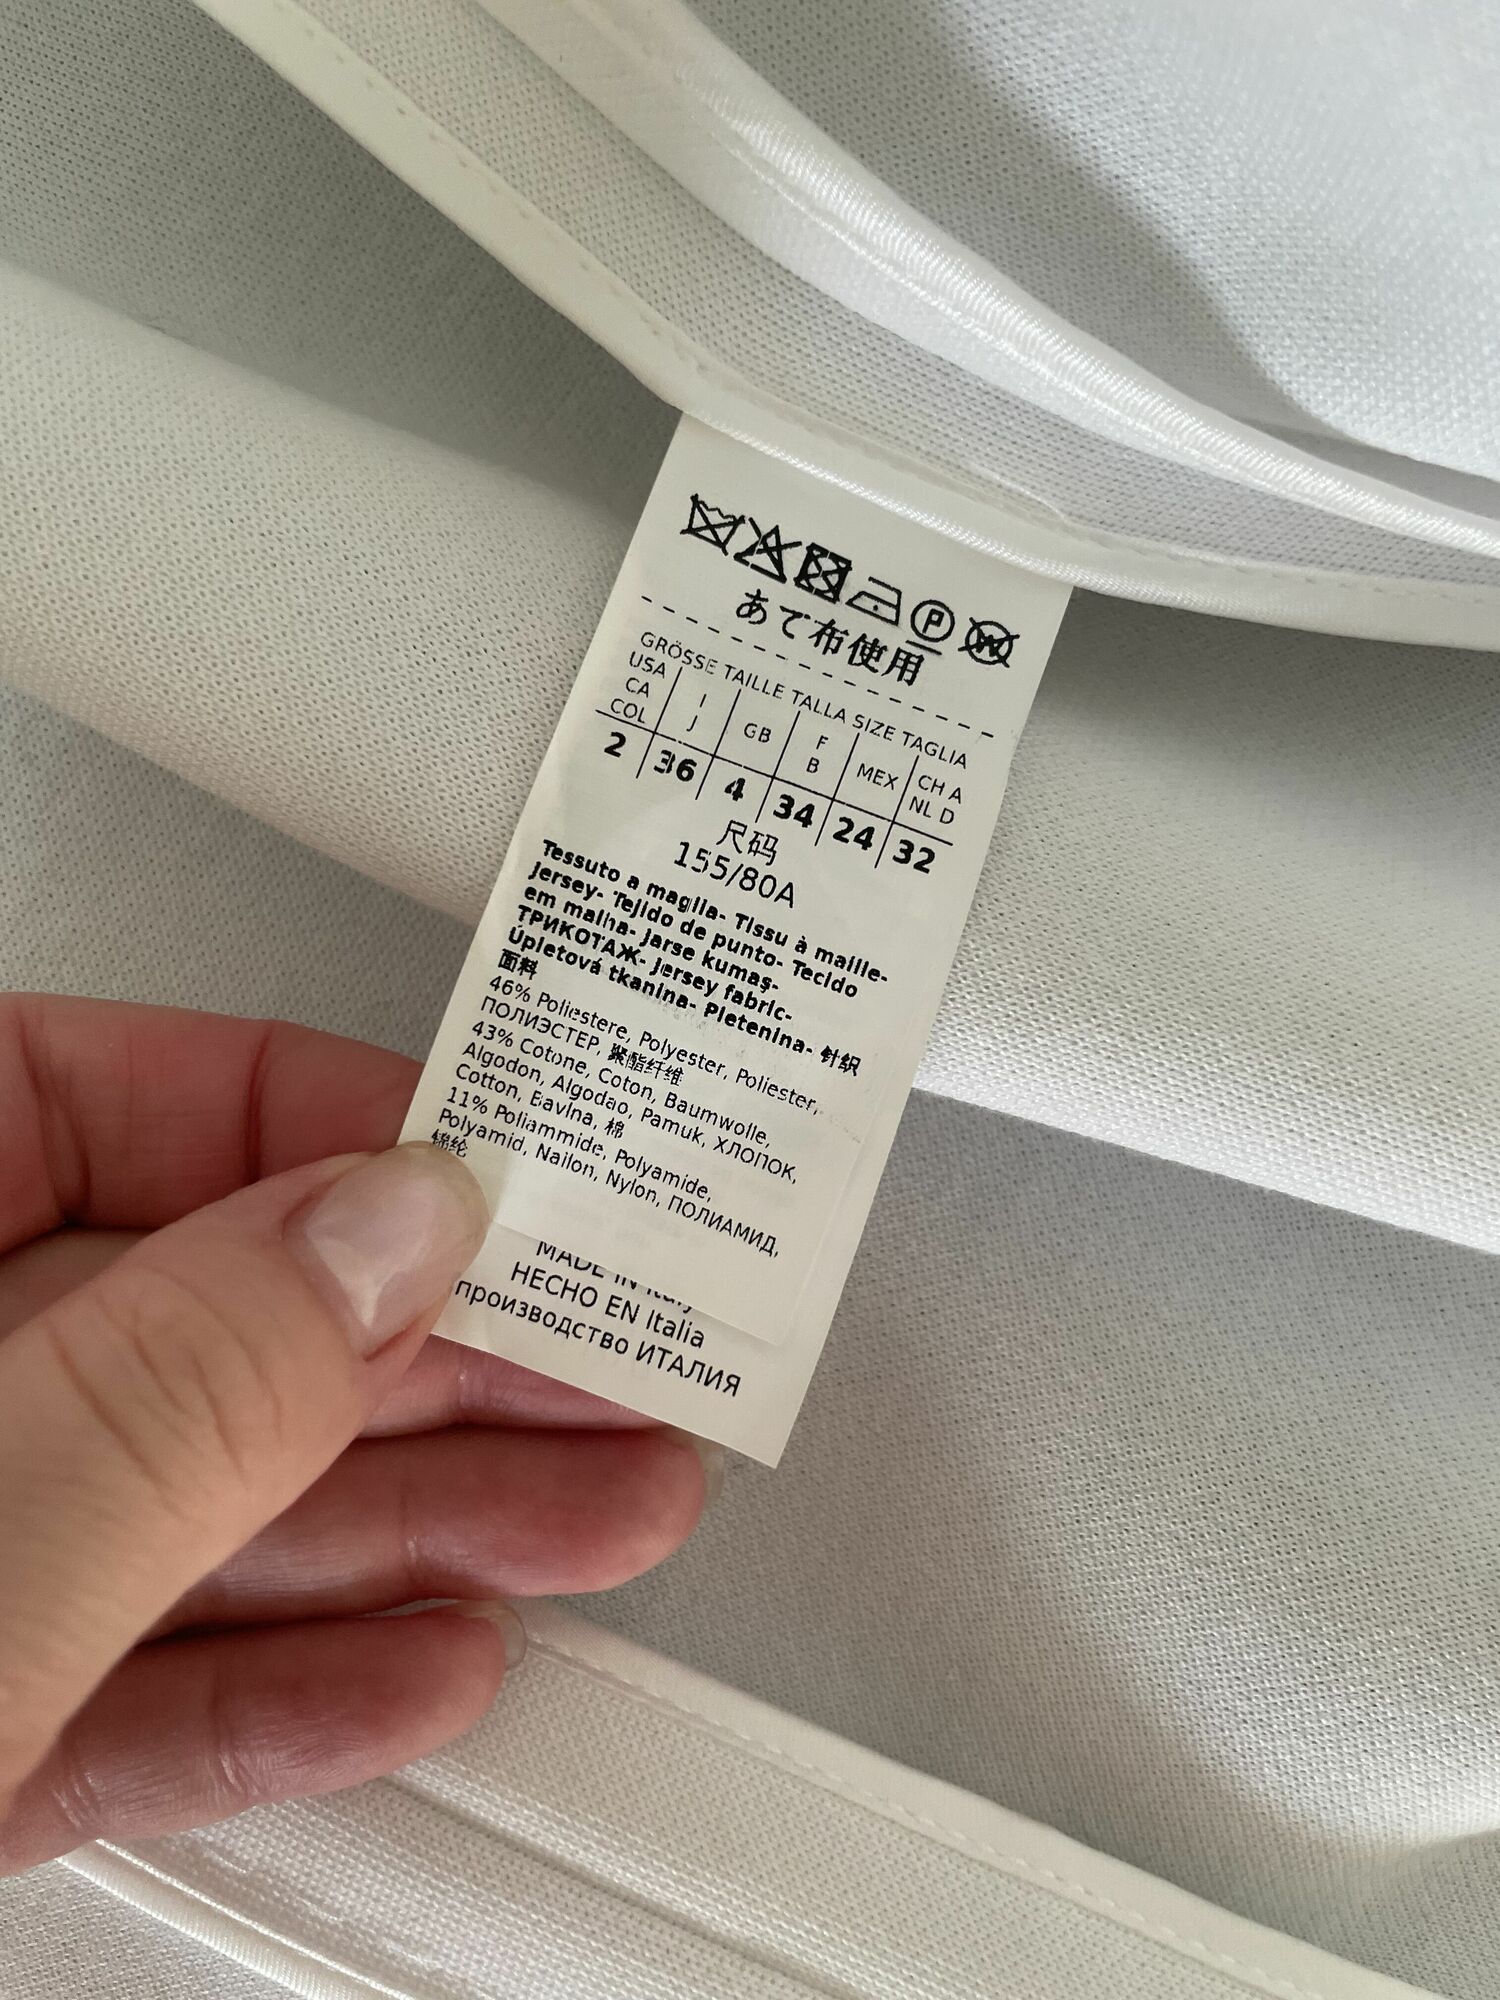 P W
あて布使用
GRÖSSE TAILLE TALLA SIZE TAGLIA
USA CA COL | I J | GB | F B | MEX | CH A NL D
2 | 36 | 4 | 34 | 24 | 32
尺码
155/80A
Tessuto a maglia- Tissu à maille-
Jersey- Tejido de punto- Tecido
em malha- Jarse kumaş-
ТРИКОТАЖ- Jersey fabric-
Úpletová tkanina- Pletenina- 针织
面料
46% Poliestere, Polyester, Poliester,
ПОЛИЭСТЕР, 聚酯纤维
43% Cotone, Coton, Baumwolle,
Algodon, Algodao, Pamuk, ХЛОПОК,
Cotton, Bavlna, 棉
11% Poliammide, Polyamide,
Polyamid, Nailon, Nylon, ПОЛИАМИД,
锦纶
MADE IN Italy
HECHO EN Italia
производство ИТАЛИЯ